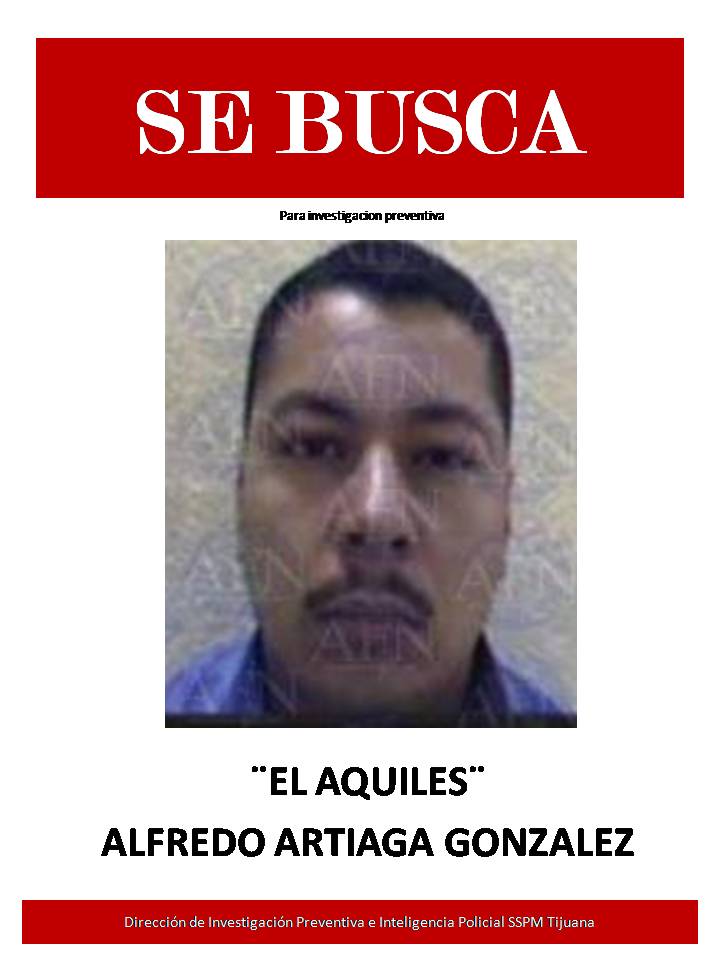 SE BUSCA
Para investigacion preventiva
AFN
¨EL AQUILES¨
ALFREDO ARTIAGA GONZALEZ
Dirección de Investigación Preventiva e Inteligencia Policial SSPM Tijuana